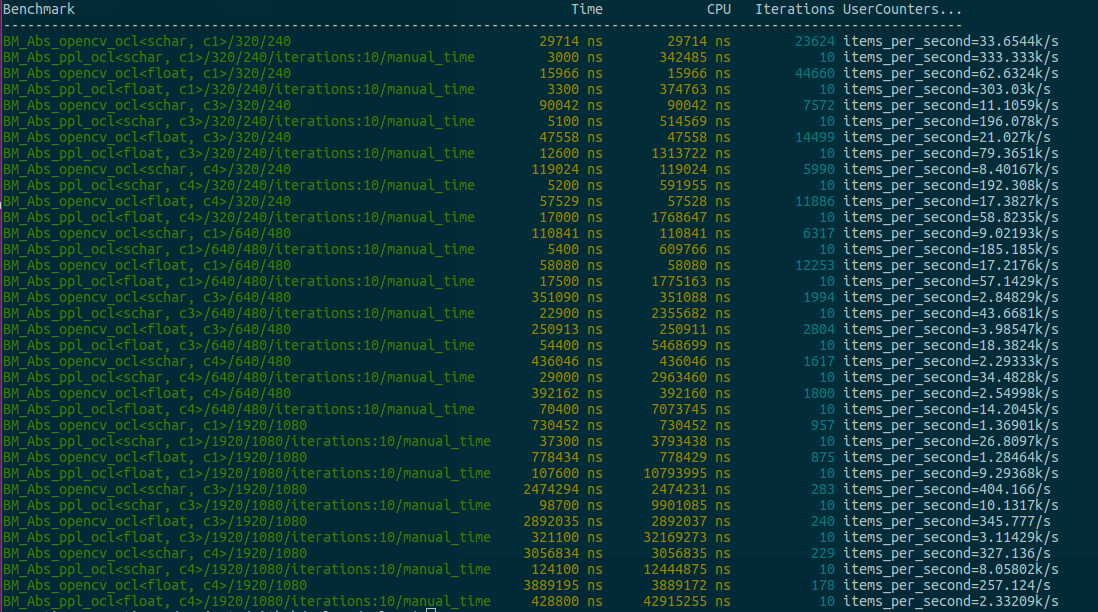 Benchmark Time CPU Iterations UserCounters...
---------------------------------------------------------------------------------------------------------------------
BM_Abs_opencv_ocl<schar, c1>/320/240 29714 ns 29714 ns 23624 items_per_second=33.6544k/s
BM_Abs_ppl_ocl<schar, c1>/320/240/iterations:10/manual_time 3000 ns 342485 ns 10 items_per_second=333.333k/s
BM_Abs_opencv_ocl<float, c1>/320/240 15966 ns 15966 ns 44660 items_per_second=62.6324k/s
BM_Abs_ppl_ocl<float, c1>/320/240/iterations:10/manual_time 3300 ns 374763 ns 10 items_per_second=303.03k/s
BM_Abs_opencv_ocl<schar, c3>/320/240 90042 ns 90042 ns 7572 items_per_second=11.1059k/s
BM_Abs_ppl_ocl<schar, c3>/320/240/iterations:10/manual_time 5100 ns 514569 ns 10 items_per_second=196.078k/s
BM_Abs_opencv_ocl<float, c3>/320/240 47558 ns 47558 ns 14499 items_per_second=21.027k/s
BM_Abs_ppl_ocl<float, c3>/320/240/iterations:10/manual_time 12600 ns 1313722 ns 10 items_per_second=79.3651k/s
BM_Abs_opencv_ocl<schar, c4>/320/240 119024 ns 119024 ns 5990 items_per_second=8.40167k/s
BM_Abs_ppl_ocl<schar, c4>/320/240/iterations:10/manual_time 5200 ns 591955 ns 10 items_per_second=192.308k/s
BM_Abs_opencv_ocl<float, c4>/320/240 57529 ns 57528 ns 11886 items_per_second=17.3827k/s
BM_Abs_ppl_ocl<float, c4>/320/240/iterations:10/manual_time 17000 ns 1768647 ns 10 items_per_second=58.8235k/s
BM_Abs_opencv_ocl<schar, c1>/640/480 110841 ns 110841 ns 6317 items_per_second=9.02193k/s
BM_Abs_ppl_ocl<schar, c1>/640/480/iterations:10/manual_time 5400 ns 609766 ns 10 items_per_second=185.185k/s
BM_Abs_opencv_ocl<float, c1>/640/480 58080 ns 58080 ns 12253 items_per_second=17.2176k/s
BM_Abs_ppl_ocl<float, c1>/640/480/iterations:10/manual_time 17500 ns 1775163 ns 10 items_per_second=57.1429k/s
BM_Abs_opencv_ocl<schar, c3>/640/480 351090 ns 351088 ns 1994 items_per_second=2.84829k/s
BM_Abs_ppl_ocl<schar, c3>/640/480/iterations:10/manual_time 22900 ns 2355682 ns 10 items_per_second=43.6681k/s
BM_Abs_opencv_ocl<float, c3>/640/480 250913 ns 250911 ns 2804 items_per_second=3.98547k/s
BM_Abs_ppl_ocl<float, c3>/640/480/iterations:10/manual_time 54400 ns 5468699 ns 10 items_per_second=18.3824k/s
BM_Abs_opencv_ocl<schar, c4>/640/480 436046 ns 436046 ns 1617 items_per_second=2.29333k/s
BM_Abs_ppl_ocl<schar, c4>/640/480/iterations:10/manual_time 29000 ns 2963460 ns 10 items_per_second=34.4828k/s
BM_Abs_opencv_ocl<float, c4>/640/480 392162 ns 392160 ns 1800 items_per_second=2.54998k/s
BM_Abs_ppl_ocl<float, c4>/640/480/iterations:10/manual_time 70400 ns 7073745 ns 10 items_per_second=14.2045k/s
BM_Abs_opencv_ocl<schar, c1>/1920/1080 730452 ns 730452 ns 957 items_per_second=1.36901k/s
BM_Abs_ppl_ocl<schar, c1>/1920/1080/iterations:10/manual_time 37300 ns 3793438 ns 10 items_per_second=26.8097k/s
BM_Abs_opencv_ocl<float, c1>/1920/1080 778434 ns 778429 ns 875 items_per_second=1.28464k/s
BM_Abs_ppl_ocl<float, c1>/1920/1080/iterations:10/manual_time 107600 ns 10793995 ns 10 items_per_second=9.29368k/s
BM_Abs_opencv_ocl<schar, c3>/1920/1080 2474294 ns 2474231 ns 283 items_per_second=404.166/s
BM_Abs_ppl_ocl<schar, c3>/1920/1080/iterations:10/manual_time 98700 ns 9901085 ns 10 items_per_second=10.1317k/s
BM_Abs_opencv_ocl<float, c3>/1920/1080 2892035 ns 2892037 ns 240 items_per_second=345.777/s
BM_Abs_ppl_ocl<float, c3>/1920/1080/iterations:10/manual_time 321100 ns 32169273 ns 10 items_per_second=3.11429k/s
BM_Abs_opencv_ocl<schar, c4>/1920/1080 3056834 ns 3056835 ns 229 items_per_second=327.136/s
BM_Abs_ppl_ocl<schar, c4>/1920/1080/iterations:10/manual_time 124100 ns 12444875 ns 10 items_per_second=8.05802k/s
BM_Abs_opencv_ocl<float, c4>/1920/1080 3889195 ns 3889172 ns 178 items_per_second=257.124/s
BM_Abs_ppl_ocl<float, c4>/1920/1080/iterations:10/manual_time 428800 ns 42915255 ns 10 items_per_second=2.33209k/s